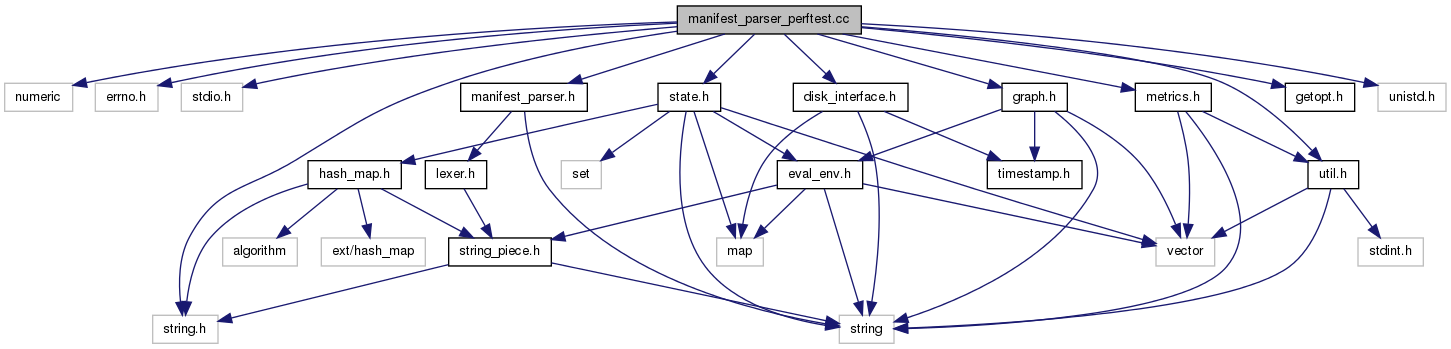 manifest_parser_perftest.cc
numeric
errno.h
stdio.h
manifest_parser.h
state.h
disk_interface.h
graph.h
metrics.h
getopt.h
unistd.h
hash_map.h
lexer.h
set
eval_env.h
timestamp.h
util.h
algorithm
ext/hash_map
string_piece.h
map
vector
stdint.h
string.h
string